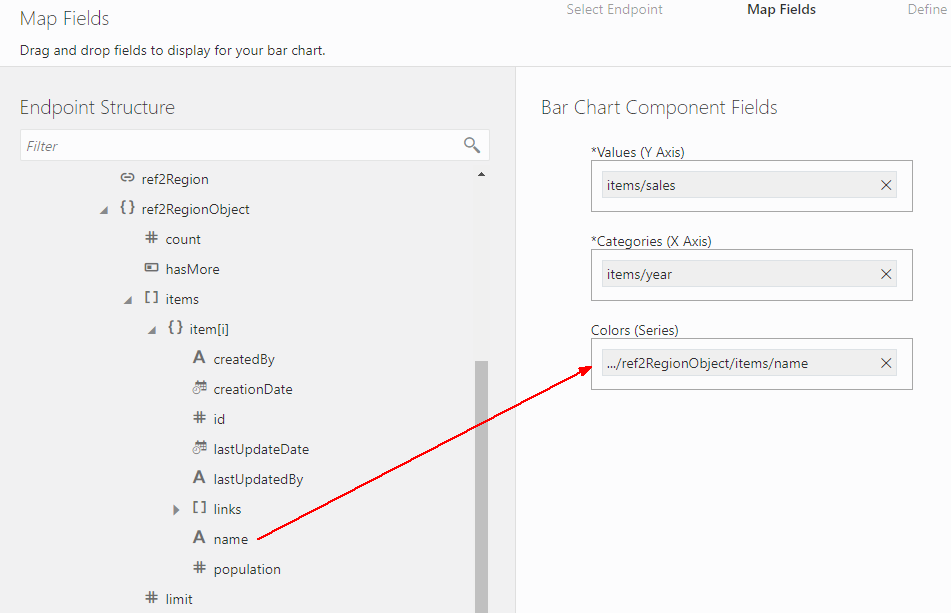 Map Fields
Select Endpoint
Map Fields
Define
Drag and drop fields to display for your bar chart.
Endpoint Structure
Filter
ref2Region
{} ref2RegionObject
# count
hasMore
[] items
{} item[i]
A createdBy
creationDate
# id
lastUpdateDate
A lastUpdatedBy
[] links
A name
# population
# limit
Bar Chart Component Fields
*Values (Y Axis)
items/sales
*Categories (X Axis)
items/year
Colors (Series)
.../ref2RegionObject/items/name